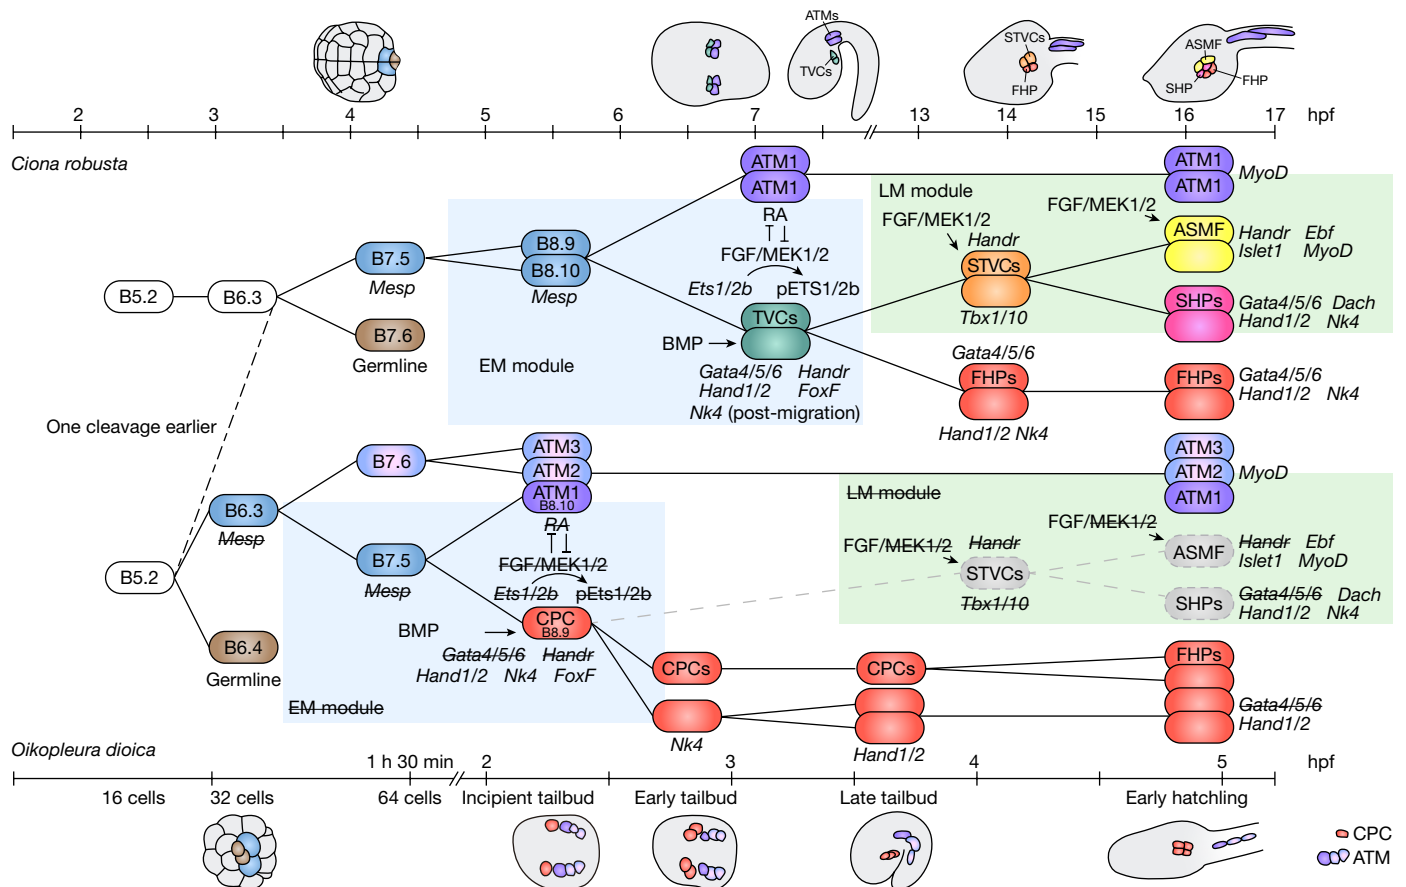 ATMs
TVCs
STVCs
FHP
ASMF
SHP
FHP
2 3 4 5 6 7 13 14 15 16 17 hpf
Ciona robusta
ATM1
ATM1
RA
FGF/MEK1/2
Ets1/2b
pETS1/2b
B8.9
B8.10
Mesp
B7.5
Mesp
B5.2
B6.3
B7.6
Germline
EM module
BMP
TVCs
Gata4/5/6 Handr
Hand1/2 FoxF
Nk4 (post-migration)
LM module
FGF/MEK1/2
Handr
STVCs
Tbx1/10
Gata4/5/6
FHPs
Hand1/2 Nk4
ATM1
ATM1
MyoD
FGF/MEK1/2
ASMF
Handr Ebf
Islet1 MyoD
SHPs
Gata4/5/6 Dach
Hand1/2 Nk4
FHPs
Gata4/5/6
Hand1/2 Nk4
One cleavage earlier
B7.6
ATM3
ATM2
ATM1
B8.10
RA
FGF/MEK1/2
Ets1/2b
pEts1/2b
B6.3
Mesp
B7.5
Mesp
B5.2
B6.4
Germline
BMP
CPC
B8.9
Gata4/5/6 Handr
Hand1/2 Nk4 FoxF
EM module
CPCs
Nk4
CPCs
Hand1/2
ATM3
ATM2
ATM1
MyoD
LM module
FGF/MEK1/2
Handr
STVCs
Tbx1/10
FGF/MEK1/2
ASMF
Handr Ebf
Islet1 MyoD
SHPs
Gata4/5/6 Dach
Hand1/2 Nk4
FHPs
Gata4/5/6
Hand1/2
Oikopleura dioica
1 h 30 min 2 3 4 5 hpf
16 cells 32 cells 64 cells Incipient tailbud Early tailbud Late tailbud Early hatchling
CPC
ATM